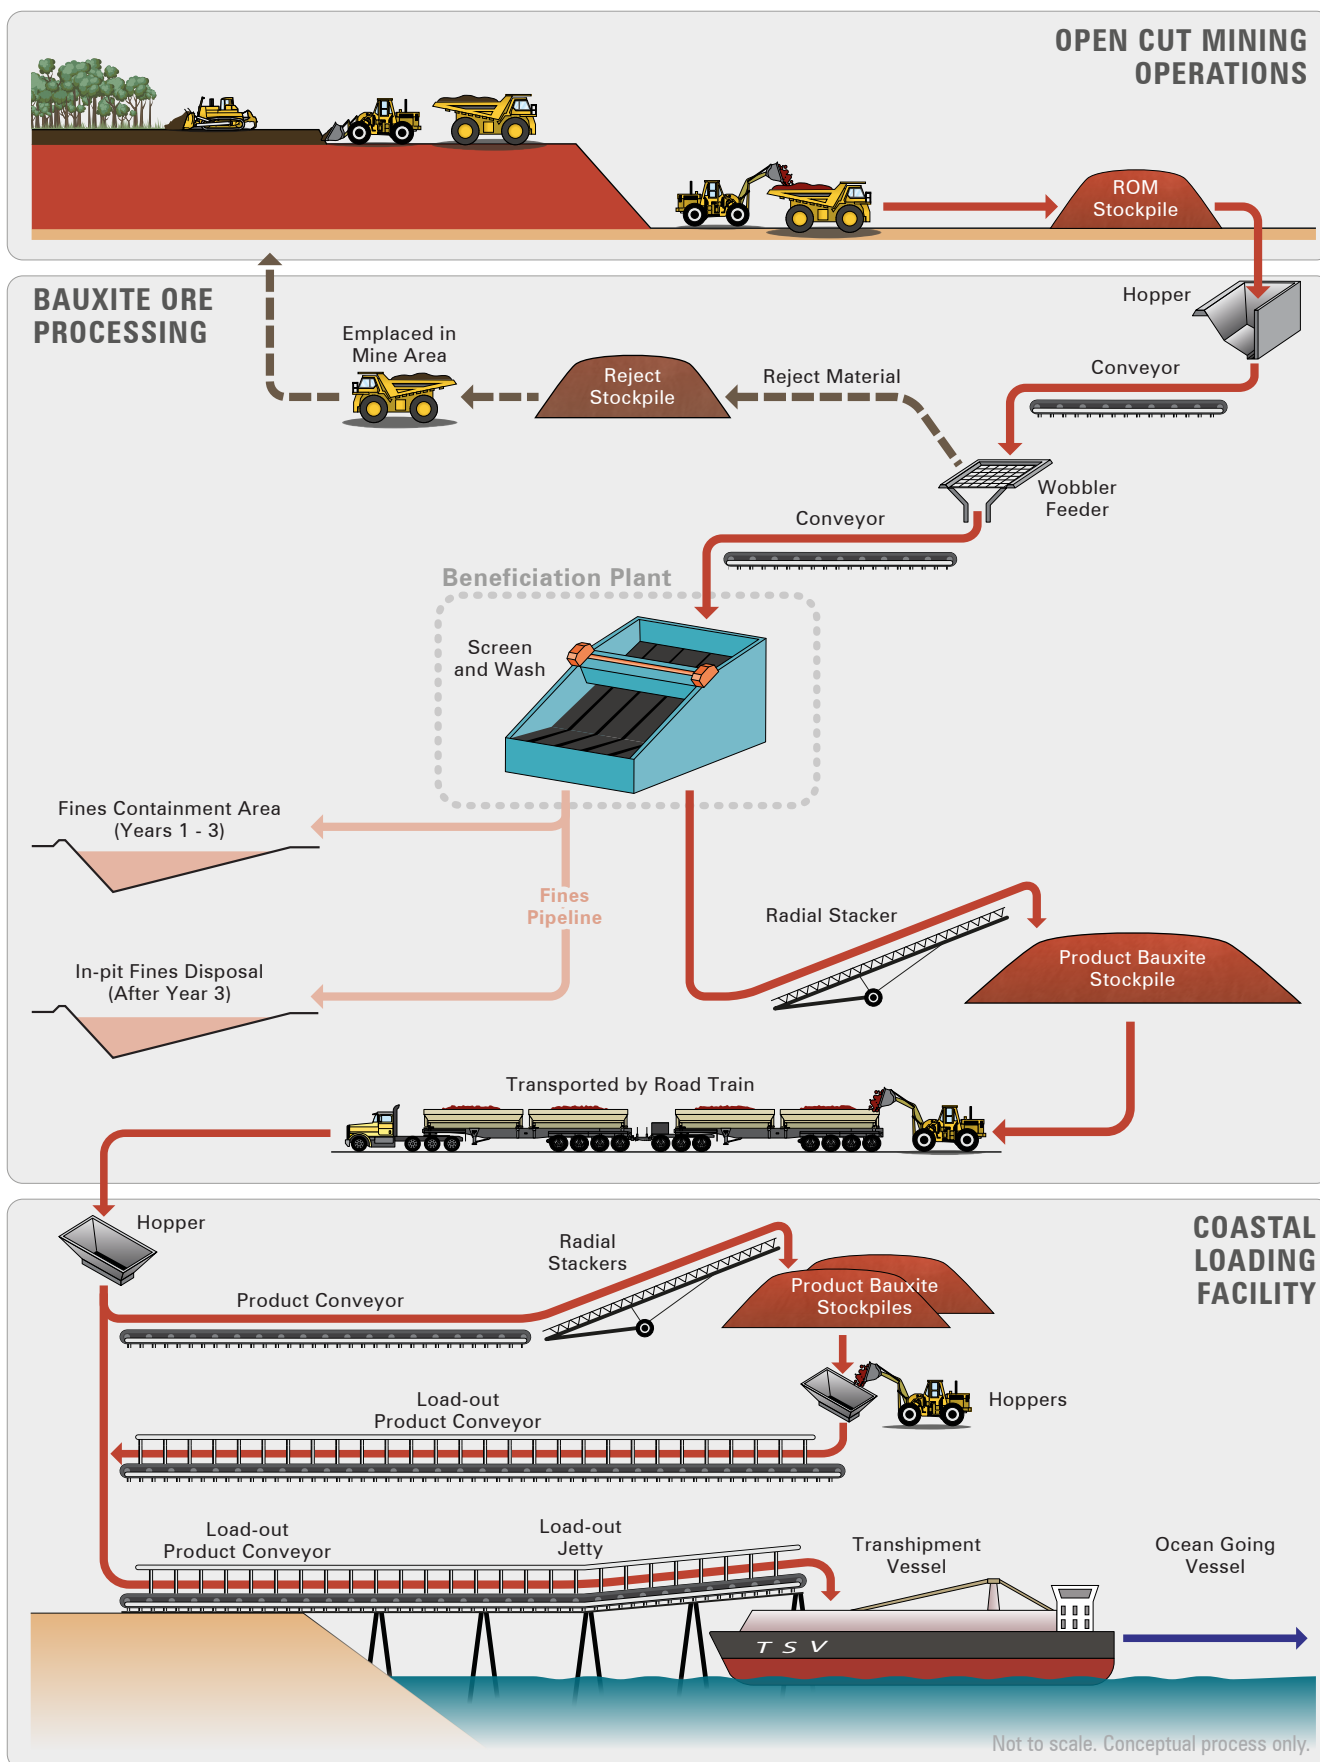 OPEN CUT MINING
OPERATIONS
ROM
Stockpile
BAUXITE ORE
PROCESSING
Hopper
Emplaced in
Mine Area
Reject
Stockpile
Reject Material
Conveyor
Wobbler
Feeder
Conveyor
Beneficiation Plant
Screen
and Wash
Fines Containment Area
(Years 1 - 3)
Fines
Pipeline
Radial Stacker
Product Bauxite
Stockpile
In-pit Fines Disposal
(After Year 3)
Transported by Road Train
Hopper
COASTAL
LOADING
FACILITY
Radial
Stackers
Product Conveyor
Product Bauxite
Stockpiles
Hoppers
Load-out
Product Conveyor
Load-out
Product Conveyor
Load-out
Jetty
Transhipment
Vessel
Ocean Going
Vessel
TSV
Not to scale. Conceptual process only.